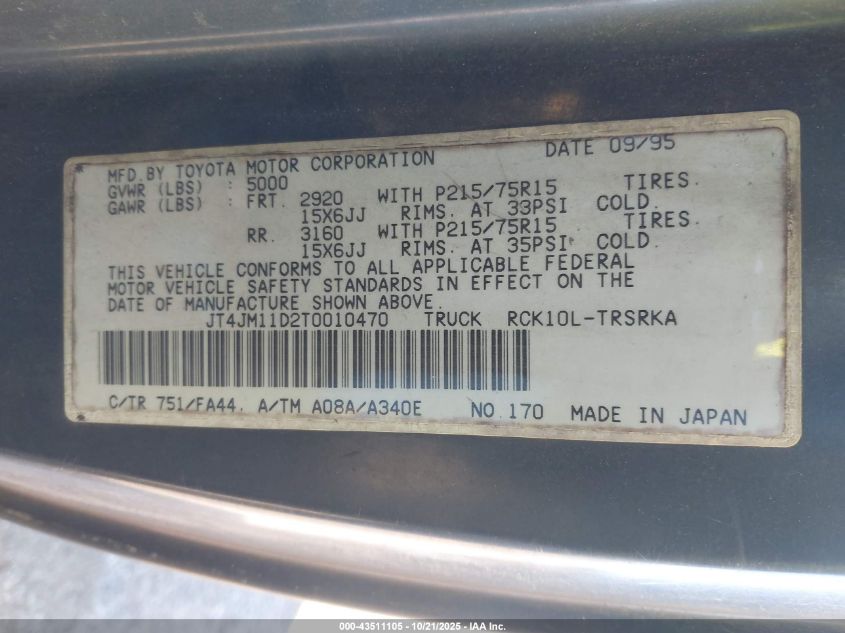 MFD.BY TOYOTA MOTOR CORPORATION DATE 09/95
GVWR (LBS) : 5000
GAWR (LBS) : FRT. 2920 WITH P215/75R15 TIRES.
15X6JJ RIMS. AT 33PSI COLD.
RR. 3160 WITH P215/75R15 TIRES.
15X6JJ RIMS. AT 35PSI COLD.
THIS VEHICLE CONFORMS TO ALL APPLICABLE FEDERAL
MOTOR VEHICLE SAFETY STANDARDS IN EFFECT ON THE
DATE OF MANUFACTURE SHOWN ABOVE.
JT4JM11D2T0010470 TRUCK RCK10L-TRSRKA
C/TR 751/FA44. A/TM A08A/A340E NO.170 MADE IN JAPAN
000-43511105 - 10/21/2025 - IAA Inc.